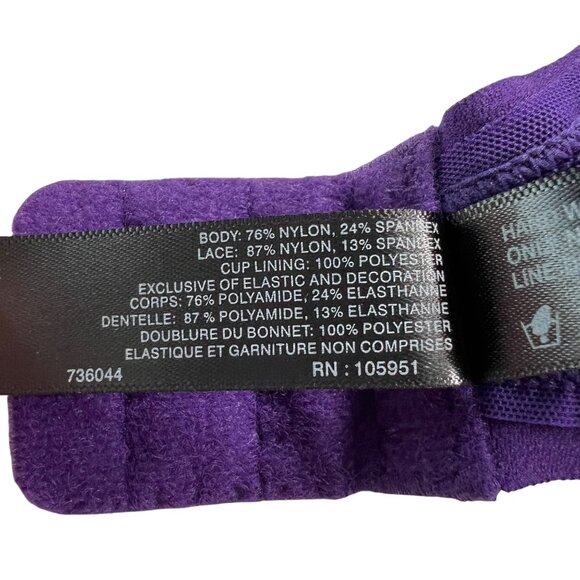 BODY: 76% NYLON, 24% SPANDEX
LACE: 87% NYLON, 13% SPANDEX
CUP LINING: 100% POLYESTER
EXCLUSIVE OF ELASTIC AND DECORATION
CORPS: 76% POLYAMIDE, 24% ELASTHANNE
DENTELLE: 87 % POLYAMIDE, 13% ELASTHANNE
DOUBLURE DU BONNET: 100% POLYESTER
ELASTIQUE ET GARNITURE NON COMPRISES
736044 RN : 105951
LINE